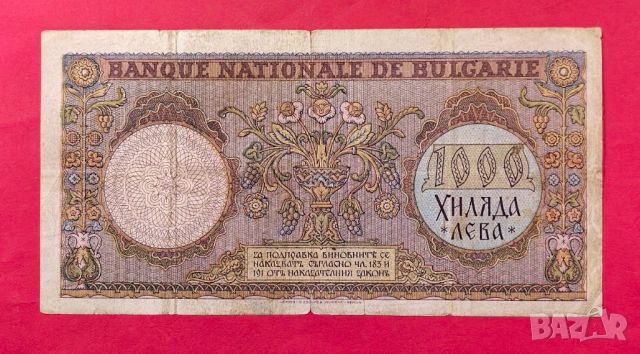 BANQUE NATIONALE DE BULGARIE
1000
ХИЛЯДА
* ЛЕВА *
ЗА ПОДПРАВКА ВИНОВНИТѢ СЕ
НАКАЗВАТЪ СЪГЛАСНО ЧЛ. 183 И
191 ОТЪ НАКАЗАТЕЛНИЯ ЗАКОНЪ
BAZAR